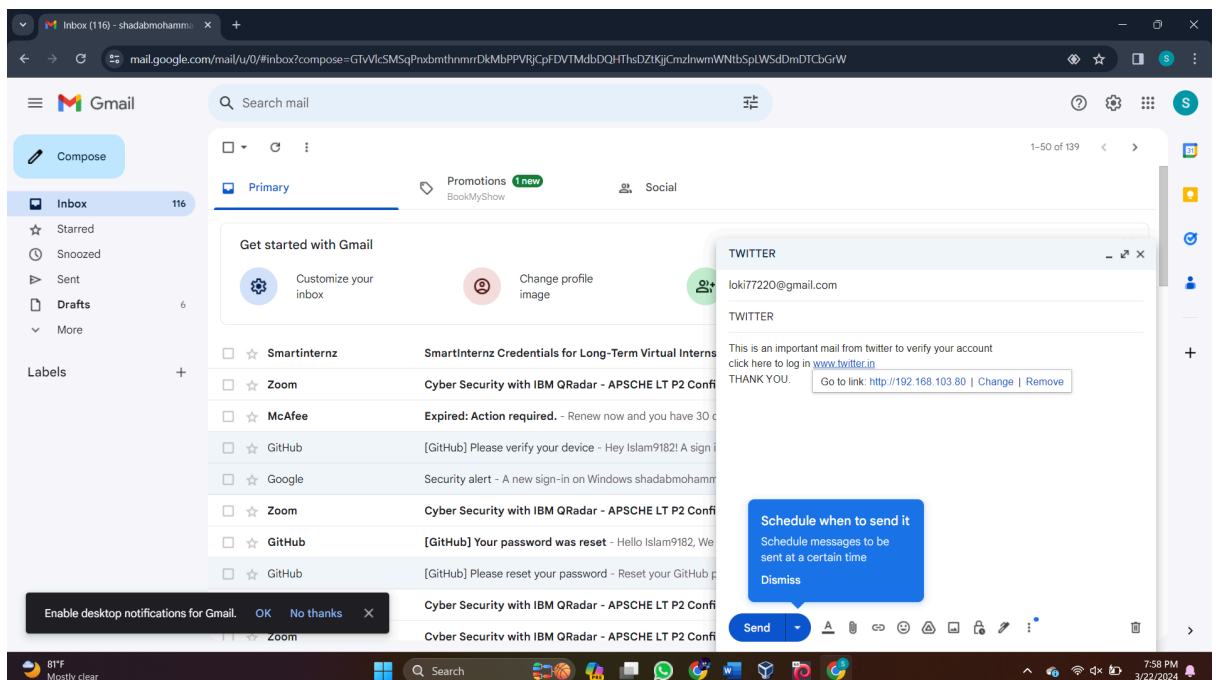 Inbox (116) - shadabmohamma
mail.google.com/mail/u/0/#inbox?compose=GTvVlcSMSqPnxbmthnmrrDkMbPPVRjCpFDVTMdbDQHThsDZtKjjCmzlnwmWNtbSpLWSdDmDTCbGrW
S
Gmail
Search mail
S
Compose
1–50 of 139
31
Primary
Promotions 1 new
BookMyShow
Social
Inbox 116
Starred
Snoozed
Sent
Drafts 6
More
Labels
Get started with Gmail
Customize your
inbox
Change profile
image
Smartinternz SmartInternz Credentials for Long-Term Virtual Interns
Zoom Cyber Security with IBM QRadar - APSCHE LT P2 Confi
McAfee Expired: Action required. - Renew now and you have 30 d
GitHub [GitHub] Please verify your device - Hey Islam9182! A sign i
Google Security alert - A new sign-in on Windows shadabmohamm
Zoom Cyber Security with IBM QRadar - APSCHE LT P2 Confi
GitHub [GitHub] Your password was reset - Hello Islam9182, We
GitHub [GitHub] Please reset your password - Reset your GitHub p
Cyber Security with IBM QRadar - APSCHE LT P2 Confi
Zoom Cyber Security with IBM QRadar - APSCHE LT P2 Confi
TWITTER
loki77220@gmail.com
TWITTER
This is an important mail from twitter to verify your account
click here to log in www.twitter.in
THANK YOU.
Go to link: http://192.168.103.80 | Change | Remove
Schedule when to send it
Schedule messages to be
sent at a certain time
Dismiss
Send
Enable desktop notifications for Gmail. OK No thanks
81°F
Mostly clear
Search
7:58 PM
3/22/2024